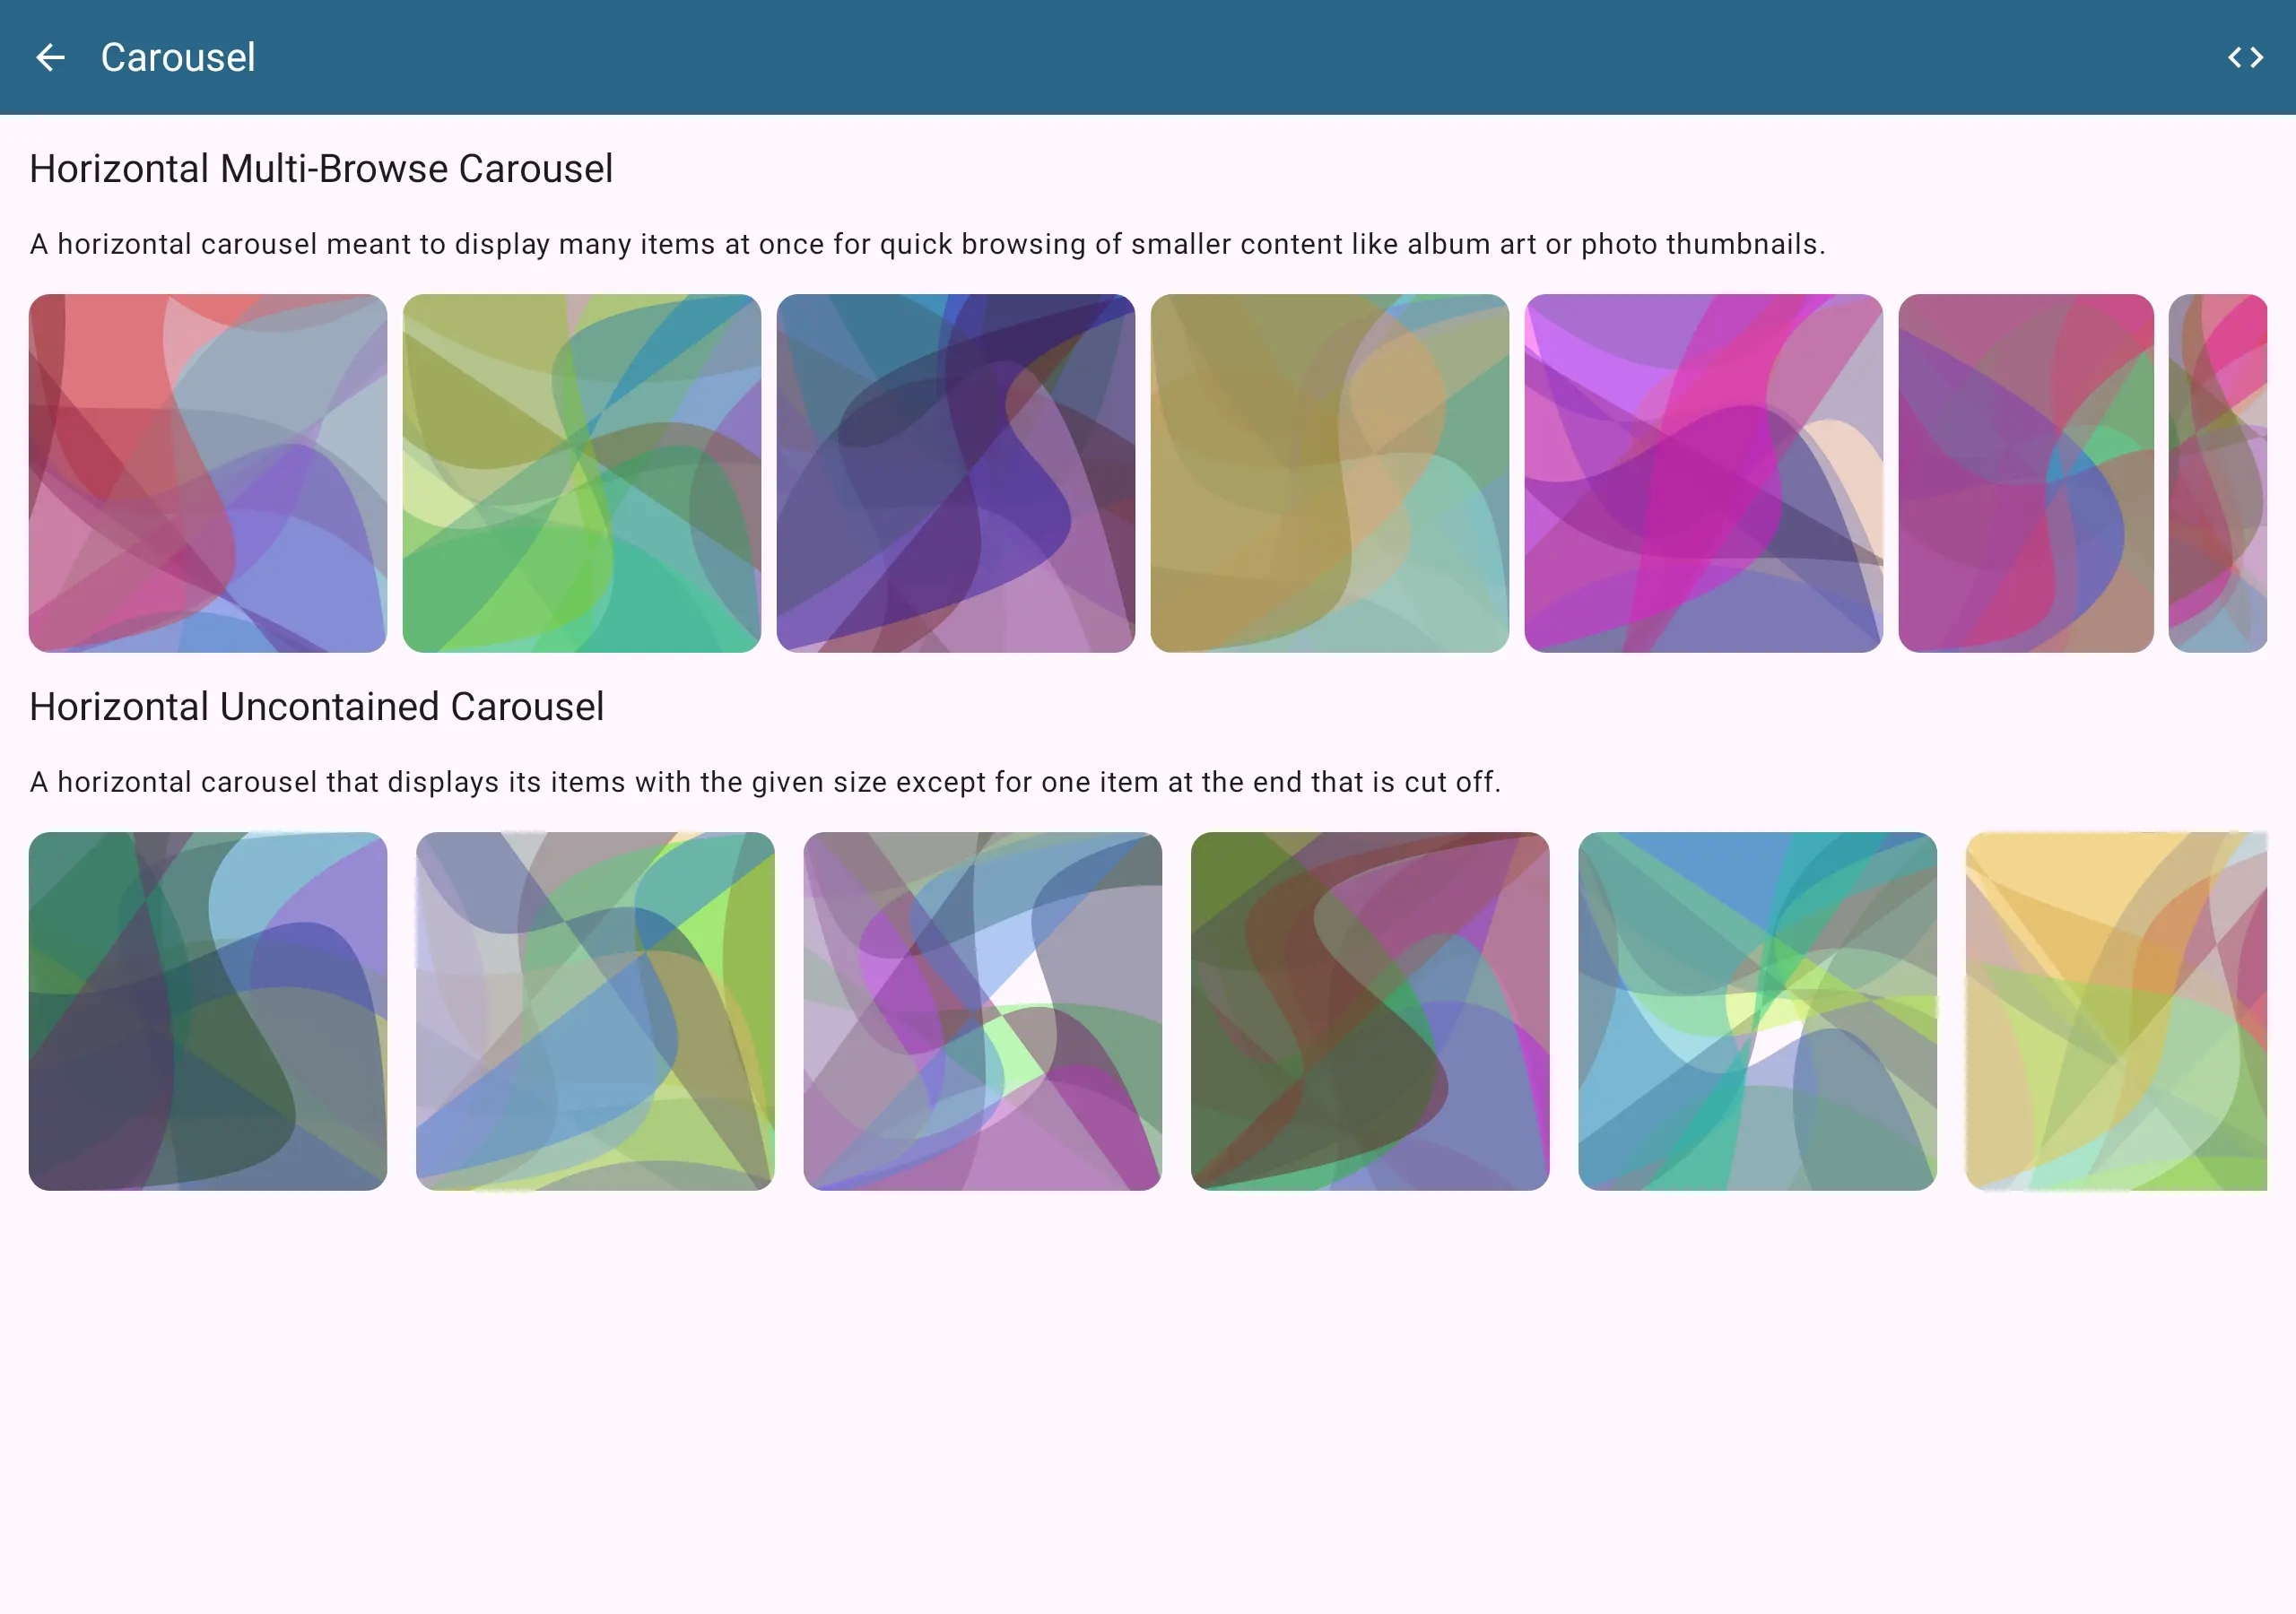 Carousel
Horizontal Multi-Browse Carousel
A horizontal carousel meant to display many items at once for quick browsing of smaller content like album art or photo thumbnails.
Horizontal Uncontained Carousel
A horizontal carousel that displays its items with the given size except for one item at the end that is cut off.